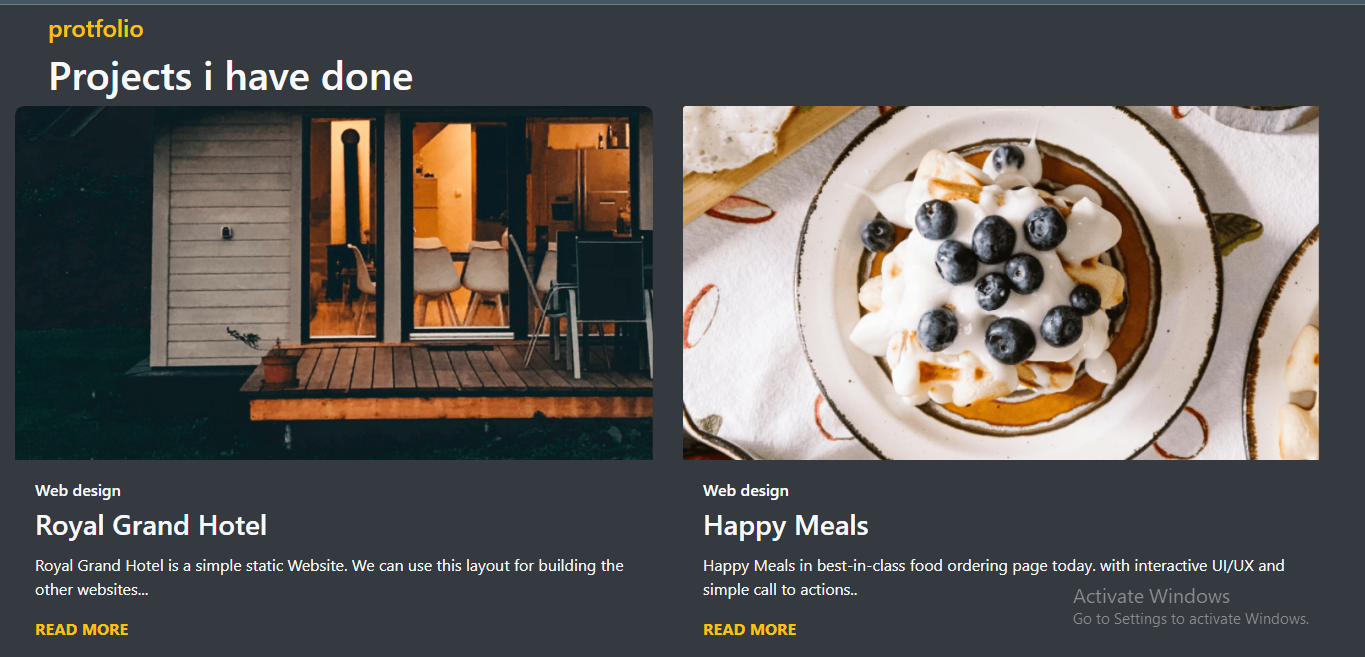 protfolio
Projects i have done
Web design
Royal Grand Hotel
Royal Grand Hotel is a simple static Website. We can use this layout for building the
other websites...
READ MORE
Web design
Happy Meals
Happy Meals in best-in-class food ordering page today. with interactive UI/UX and
simple call to actions..
READ MORE
Activate Windows
Go to Settings to activate Windows.